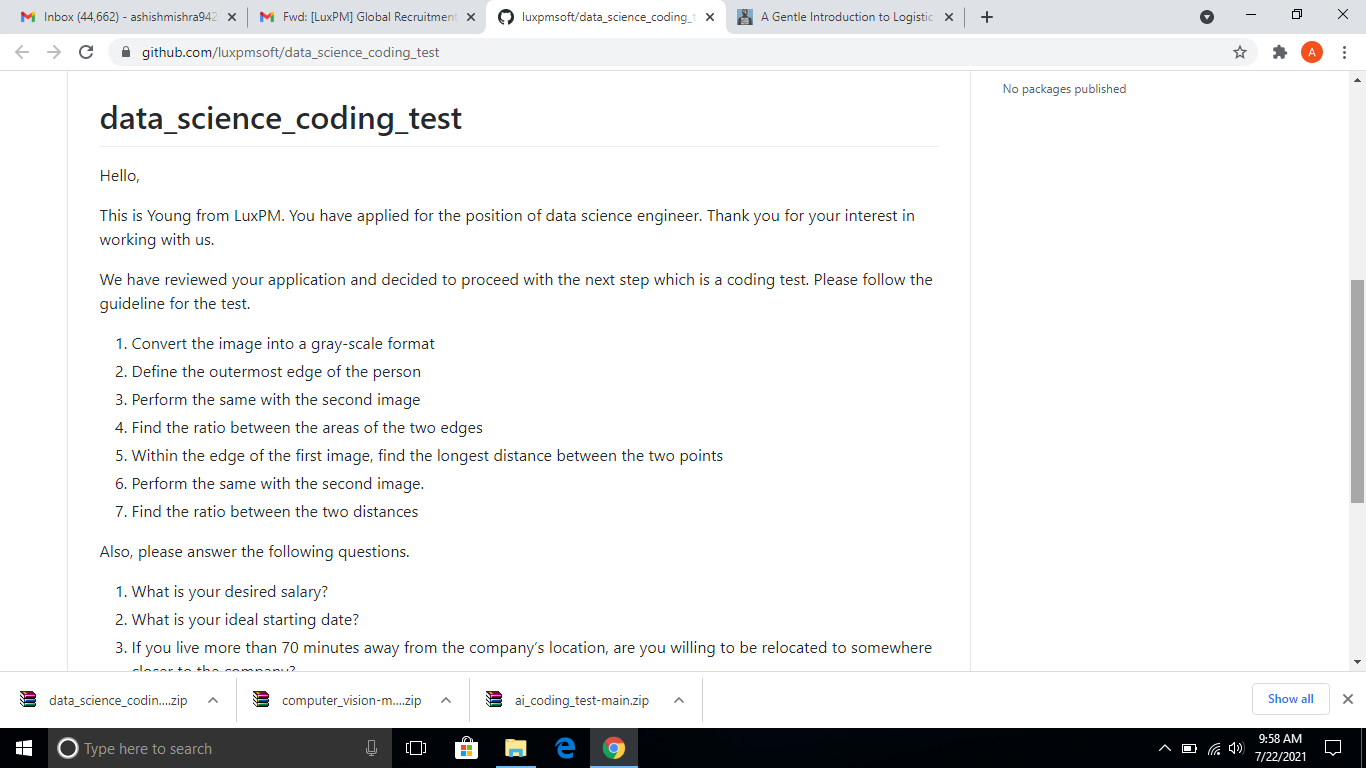 Inbox (44,662) - ashishmishra942
Fwd: [LuxPM] Global Recruitment
luxpmsoft/data_science_coding_t
A Gentle Introduction to Logistic
github.com/luxpmsoft/data_science_coding_test
A
No packages published
data_science_coding_test
Hello,
This is Young from LuxPM. You have applied for the position of data science engineer. Thank you for your interest in
working with us.
We have reviewed your application and decided to proceed with the next step which is a coding test. Please follow the
guideline for the test.
1. Convert the image into a gray-scale format
2. Define the outermost edge of the person
3. Perform the same with the second image
4. Find the ratio between the areas of the two edges
5. Within the edge of the first image, find the longest distance between the two points
6. Perform the same with the second image.
7. Find the ratio between the two distances
Also, please answer the following questions.
1. What is your desired salary?
2. What is your ideal starting date?
3. If you live more than 70 minutes away from the company's location, are you willing to be relocated to somewhere
closer to the company?
data_science_codin....zip
computer_vision-m....zip
ai_coding_test-main.zip
Show all
Type here to search
9:58 AM
7/22/2021